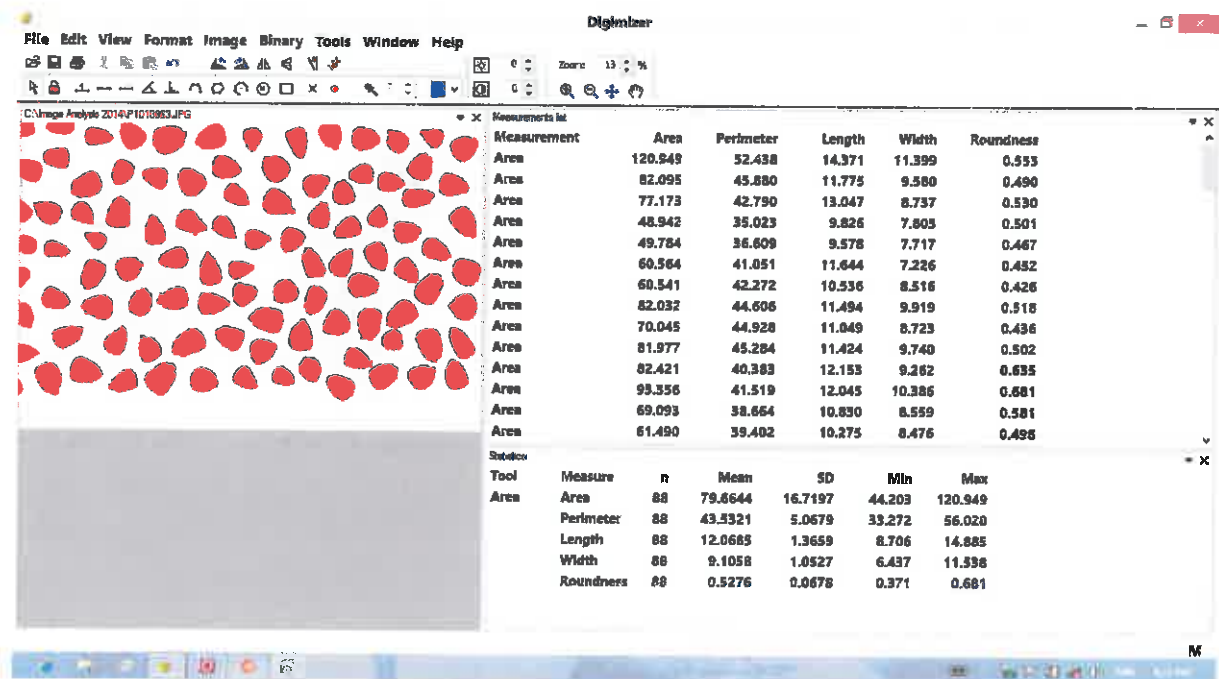 Digimizer
File Edit View Format Image Binary Tools Window Help
0 Zoom: 13 %
0
C:\Image Analysis 2014\P1010993.JPG
Measurements list
Measurement Area Perimeter Length Width Roundness
Area 120.949 52.438 14.371 11.399 0.553
Area 82.095 45.880 11.775 9.580 0.490
Area 77.173 42.790 13.047 8.737 0.530
Area 48.942 35.023 9.826 7.805 0.501
Area 49.784 36.609 9.578 7.717 0.467
Area 60.564 41.051 11.644 7.226 0.452
Area 60.541 42.272 10.536 8.516 0.426
Area 82.032 44.606 11.494 9.919 0.518
Area 70.045 44.928 11.049 8.723 0.436
Area 81.977 45.284 11.424 9.740 0.502
Area 82.421 40.383 12.153 9.262 0.635
Area 93.356 41.519 12.045 10.386 0.681
Area 69.093 38.664 10.830 8.559 0.581
Area 61.490 39.402 10.275 8.476 0.498
Statistics
Tool Measure n Mean SD Min Max
Area Area 88 79.6644 16.7197 44.203 120.949
Perimeter 88 43.5321 5.0679 33.272 56.020
Length 88 12.0685 1.3659 8.706 14.885
Width 88 9.1058 1.0527 6.437 11.538
Roundness 88 0.5276 0.0678 0.371 0.681
M